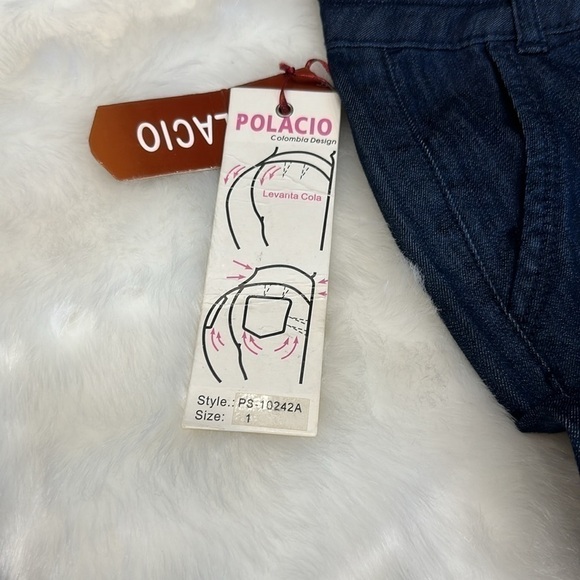 POLACIO
Colombia Design
Levanta Cola
Style.: PS-10242A
Size: 1
LACIO